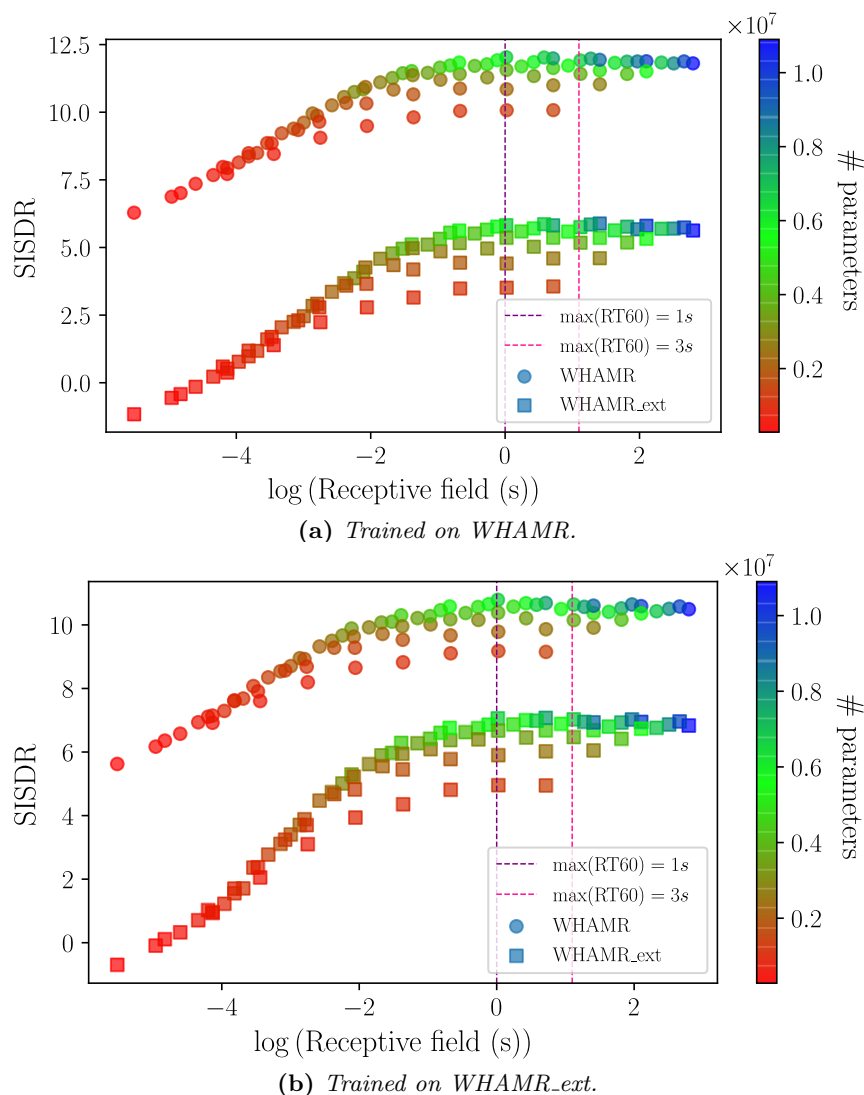 ×10⁷
12.5
10.0
7.5
5.0
2.5
0.0
SISDR
−4
−2
0
2
log (Receptive field (s))
max(RT60) = 1s
max(RT60) = 3s
WHAMR
WHAMR_ext
1.0
0.8
0.6
0.4
0.2
# parameters
(a) Trained on WHAMR.
×10⁷
10
8
6
4
2
0
SISDR
−4
−2
0
2
log (Receptive field (s))
max(RT60) = 1s
max(RT60) = 3s
WHAMR
WHAMR_ext
1.0
0.8
0.6
0.4
0.2
# parameters
(b) Trained on WHAMR_ext.